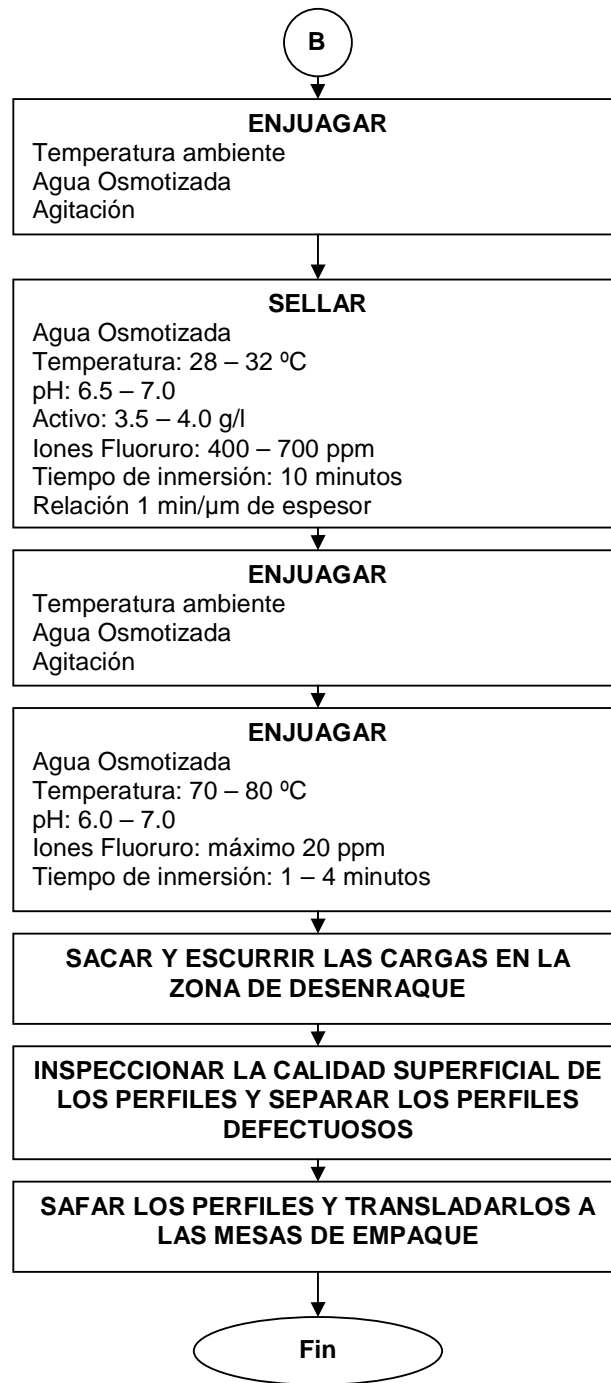 B
ENJUAGAR
Temperatura ambiente
Agua Osmotizada
Agitación
SELLAR
Agua Osmotizada
Temperatura: 28 – 32 ºC
pH: 6.5 – 7.0
Activo: 3.5 – 4.0 g/l
Iones Fluoruro: 400 – 700 ppm
Tiempo de inmersión: 10 minutos
Relación 1 min/µm de espesor
ENJUAGAR
Temperatura ambiente
Agua Osmotizada
Agitación
ENJUAGAR
Agua Osmotizada
Temperatura: 70 – 80 ºC
pH: 6.0 – 7.0
Iones Fluoruro: máximo 20 ppm
Tiempo de inmersión: 1 – 4 minutos
SACAR Y ESCURRIR LAS CARGAS EN LA
ZONA DE DESENRAQUE
INSPECCIONAR LA CALIDAD SUPERFICIAL DE
LOS PERFILES Y SEPARAR LOS PERFILES
DEFECTUOSOS
SAFAR LOS PERFILES Y TRANSLADARLOS A
LAS MESAS DE EMPAQUE
Fin